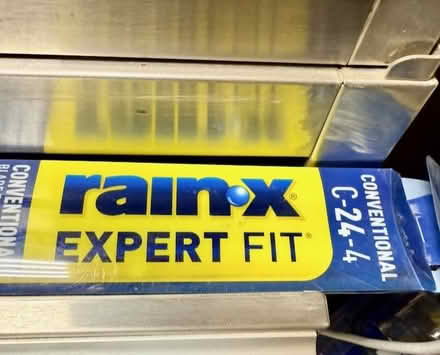 rain-x®
EXPERT FIT®
CONVENTIONAL
C-24-4
CONVENTIONAL